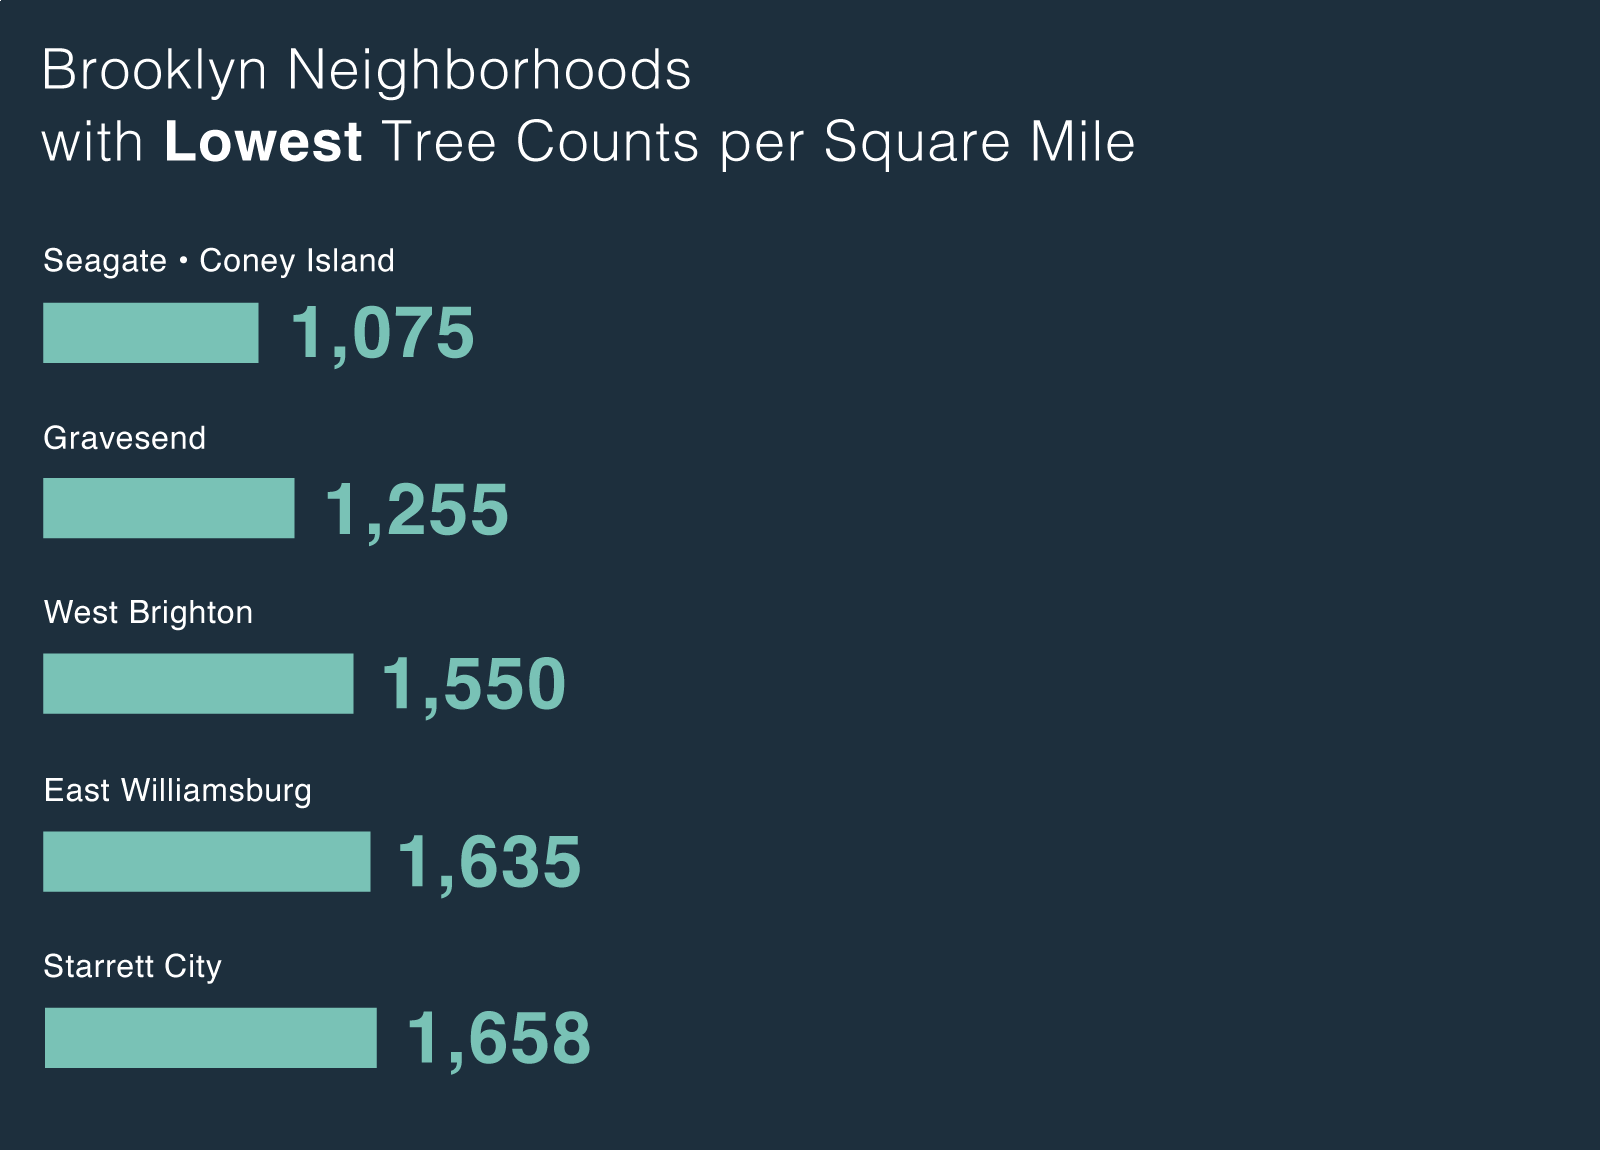 Brooklyn Neighborhoods
with Lowest Tree Counts per Square Mile
Seagate • Coney Island
1,075
Gravesend
1,255
West Brighton
1,550
East Williamsburg
1,635
Starrett City
1,658